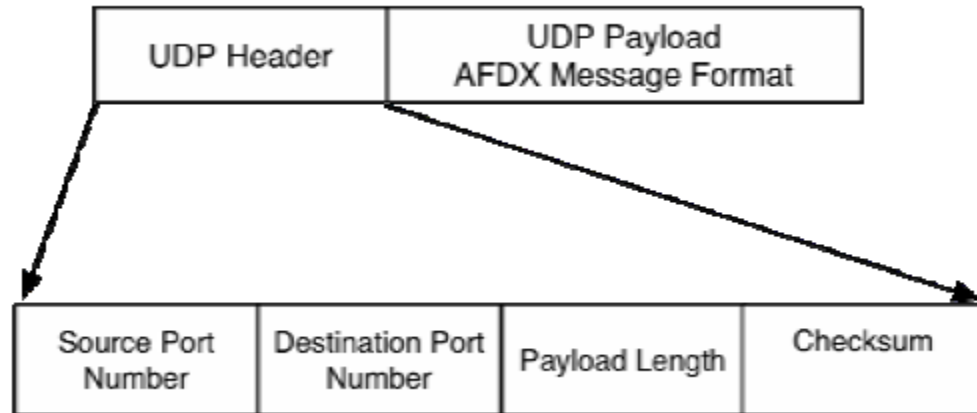 UDP Header
UDP Payload
AFDX Message Format
Source Port
Number
Destination Port
Number
Payload Length
Checksum